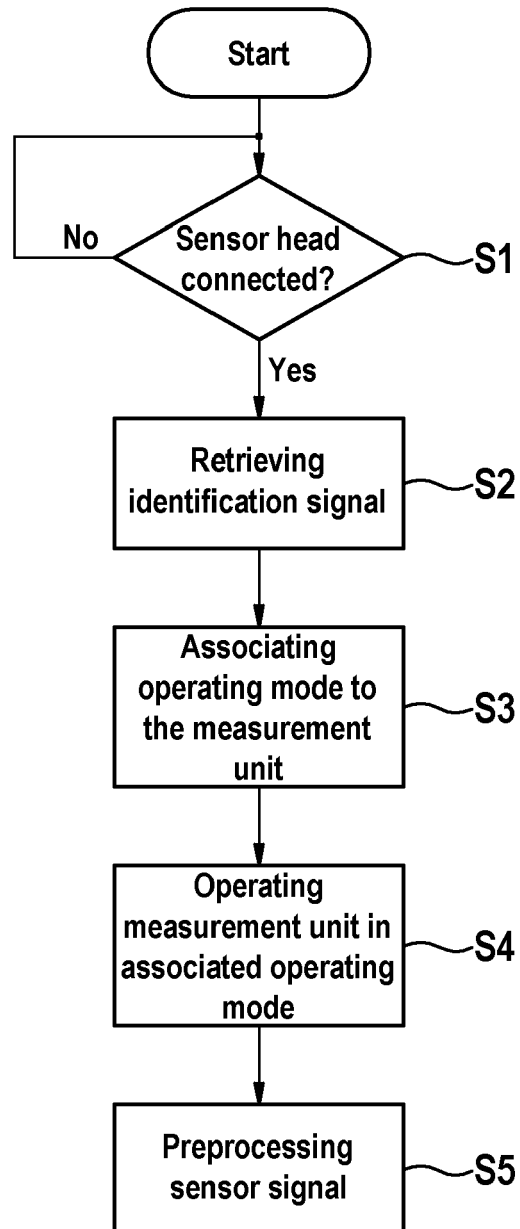 Start
No
Sensor head
connected?
S1
Yes
Retrieving
identification signal
S2
Associating
operating mode to
the measurement
unit
S3
Operating
measurement unit in
associated operating
mode
S4
Preprocessing
sensor signal
S5